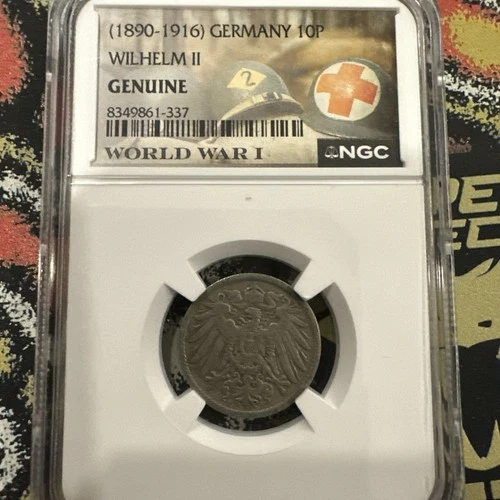 (1890-1916) GERMANY 10P
WILHELM II
GENUINE
8349861-337
2
WORLD WAR I
NGC